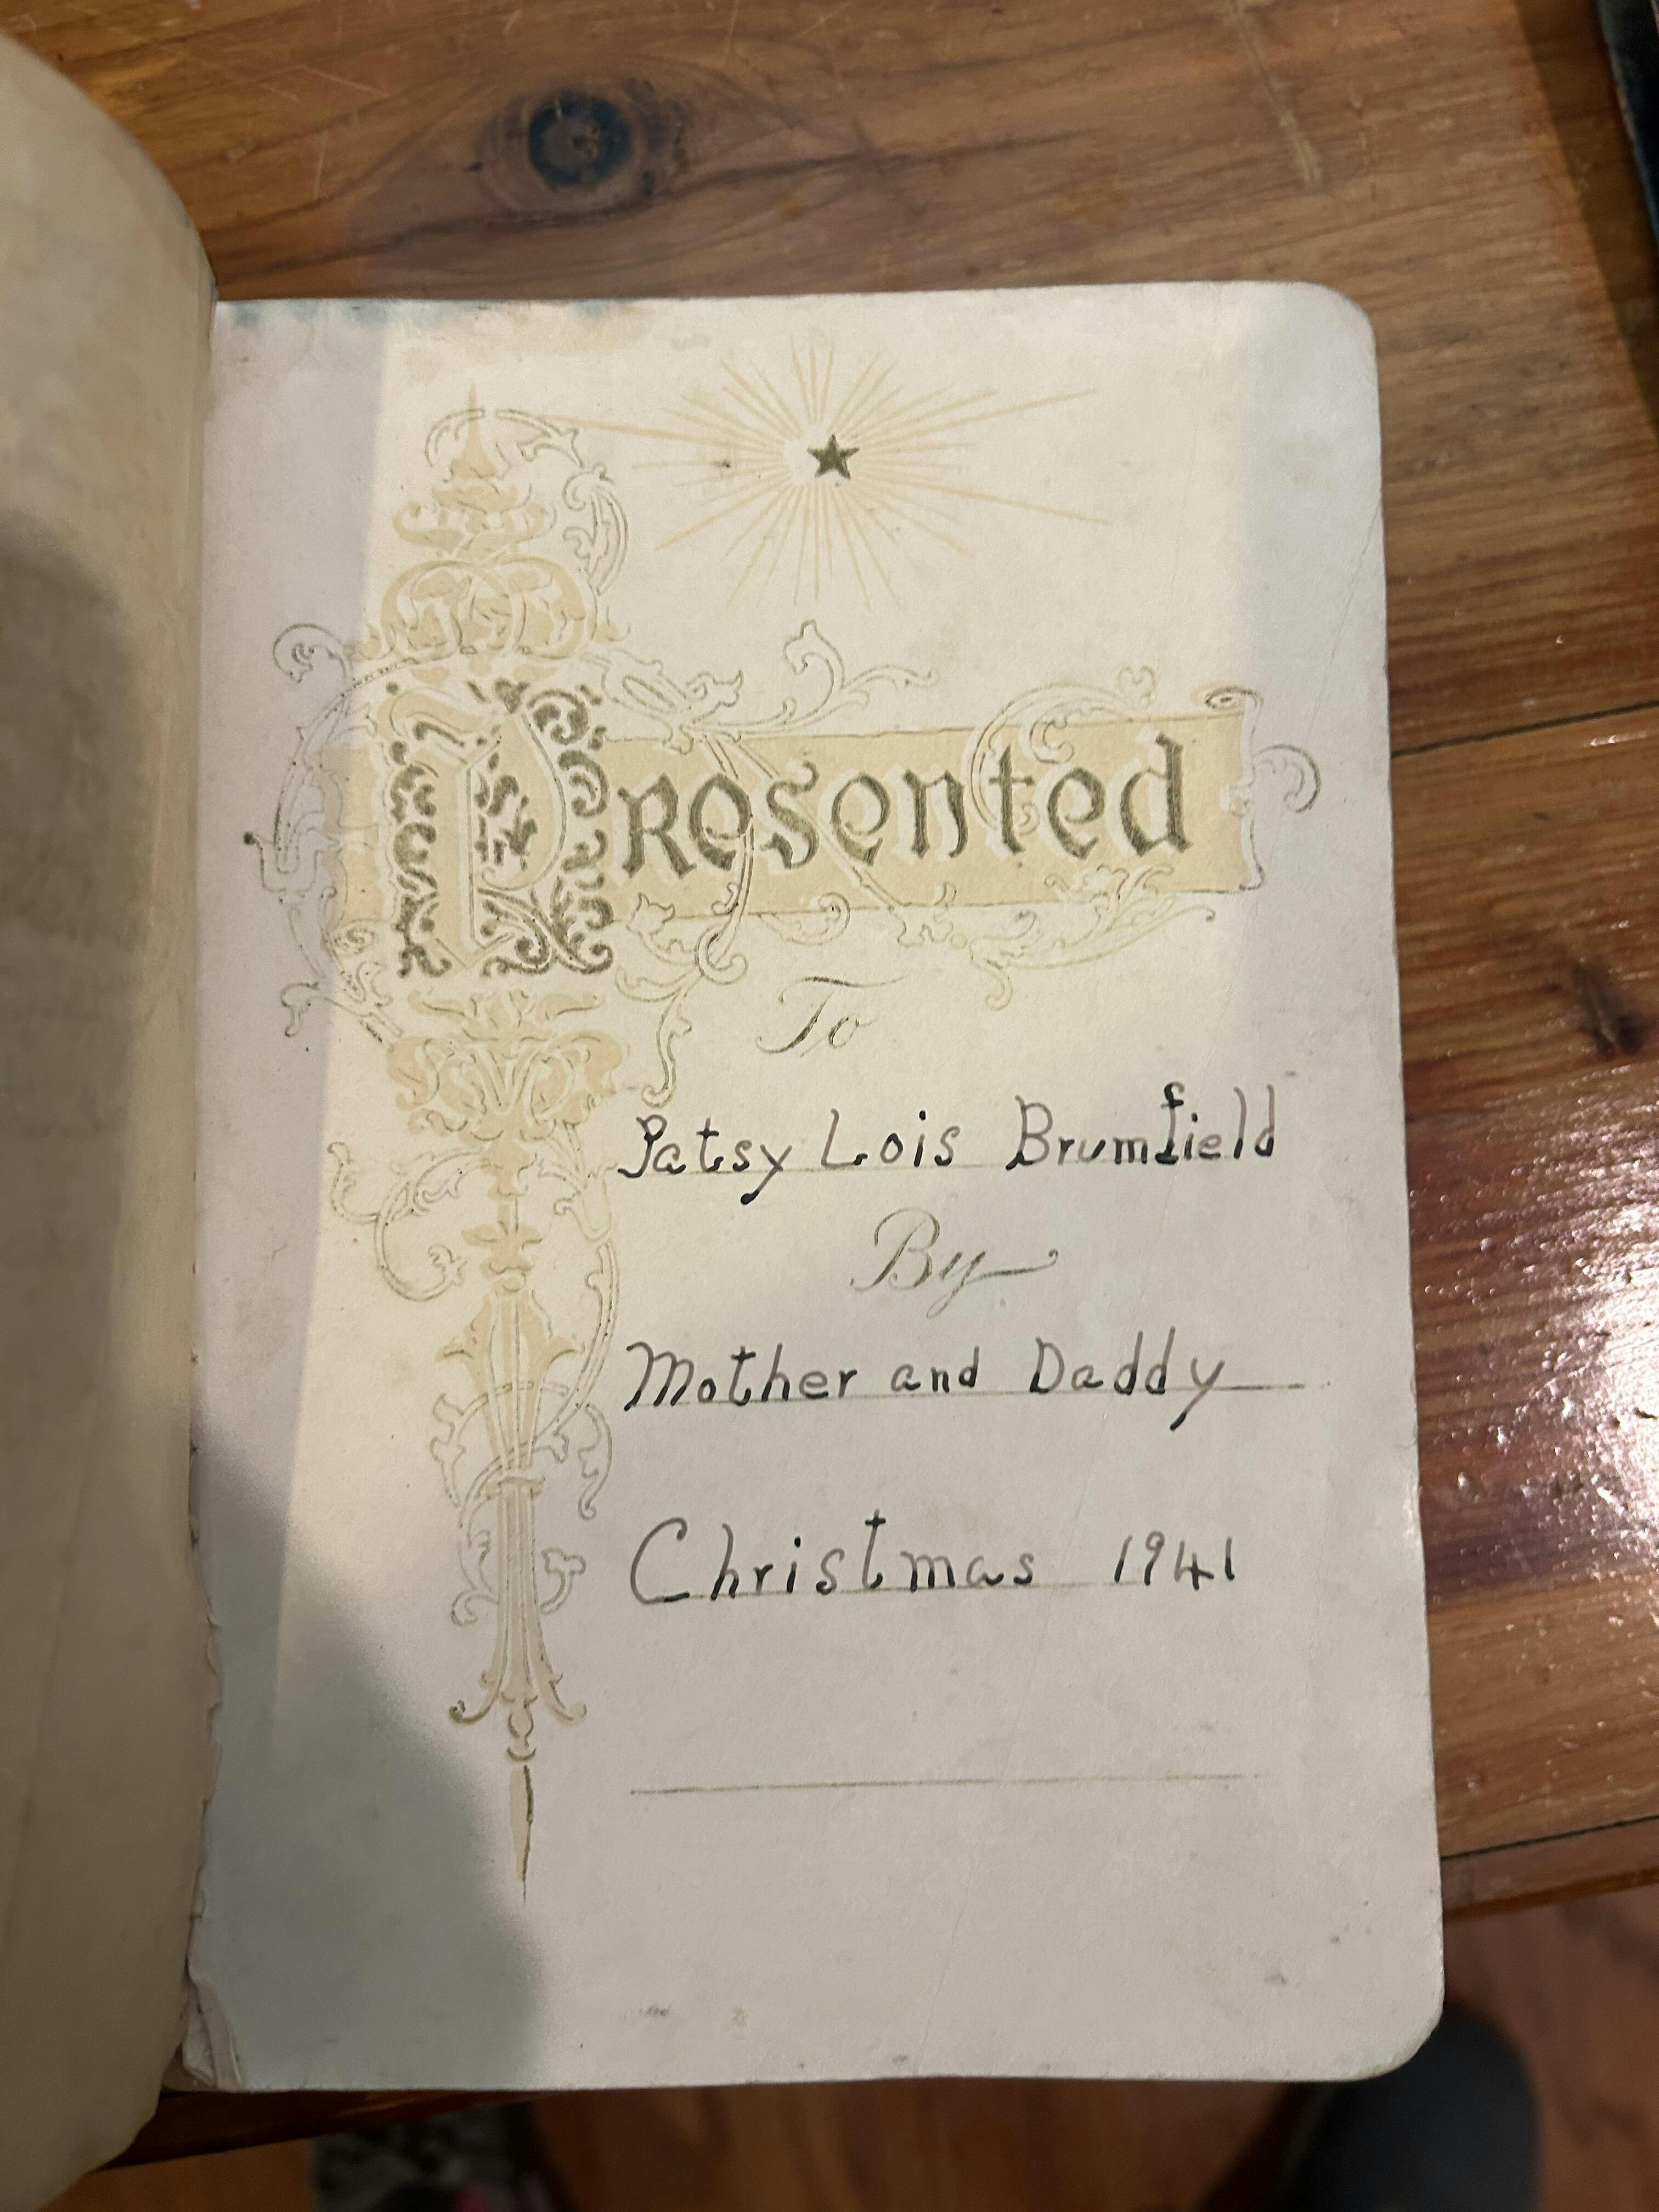 Presented
To
Patsy Lois Brumfield
By
Mother and Daddy
Christmas 1941